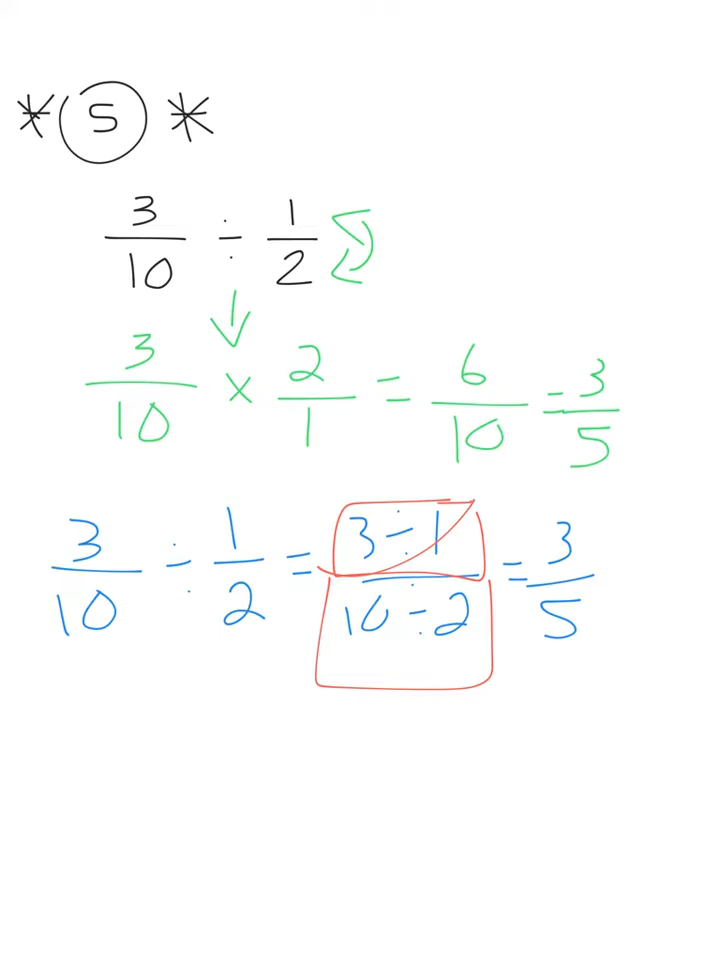 * 5 *
3/10 ÷ 1/2
3/10 × 2/1 = 6/10 = 3/5
3/10 ÷ 1/2 = 3÷1/10÷2 = 3/5